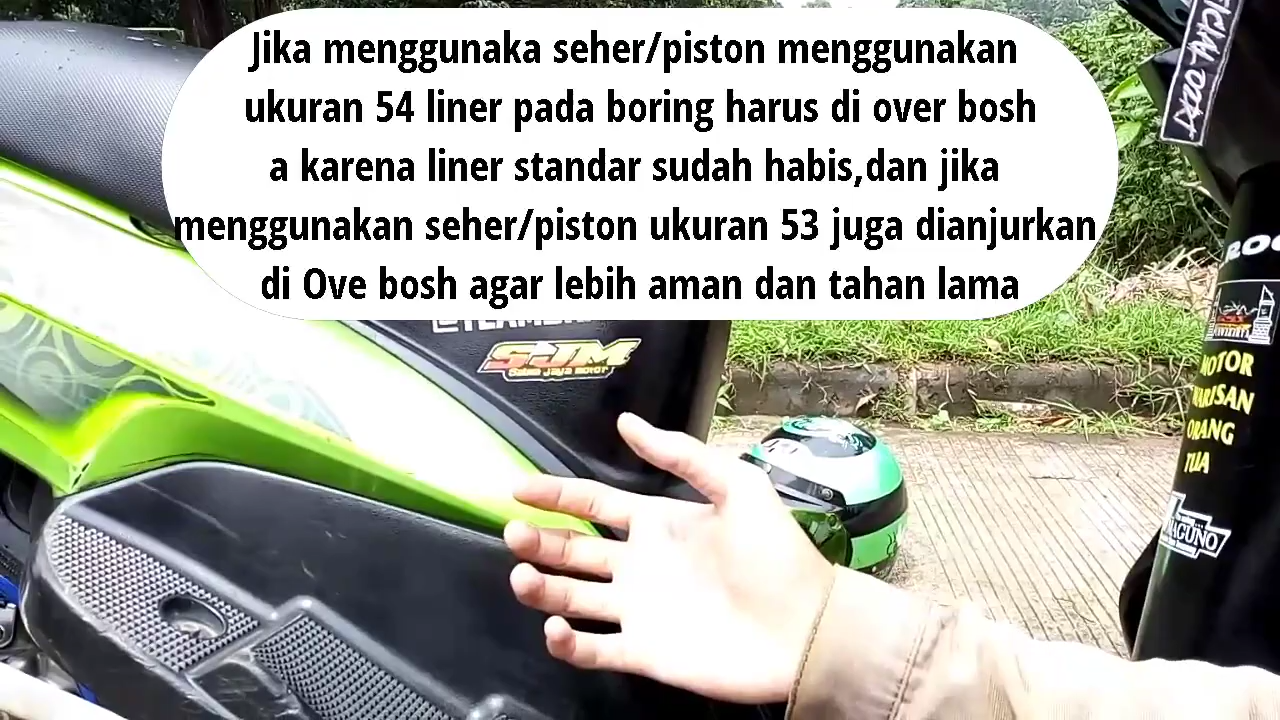 Jika menggunaka seher/piston menggunakan
ukuran 54 liner pada boring harus di over bosh
a karena liner standar sudah habis,dan jika
menggunakan seher/piston ukuran 53 juga dianjurkan
di Ove bosh agar lebih aman dan tahan lama
SJM
MOTOR
WARISAN
ORANG
TUA